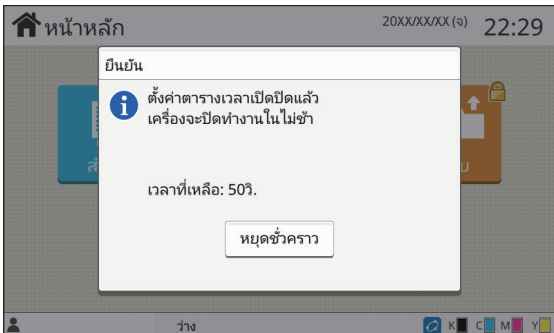 หน้าหลัก
20XX/XX/XX (จ) 22:29
ยืนยัน
ตั้งค่าตารางเวลาเปิดปิดแล้ว
เครื่องจะปิดทำงานในไม่ช้า
เวลาที่เหลือ: 50วิ.
หยุดชั่วคราว
ว่าง
K C M Y